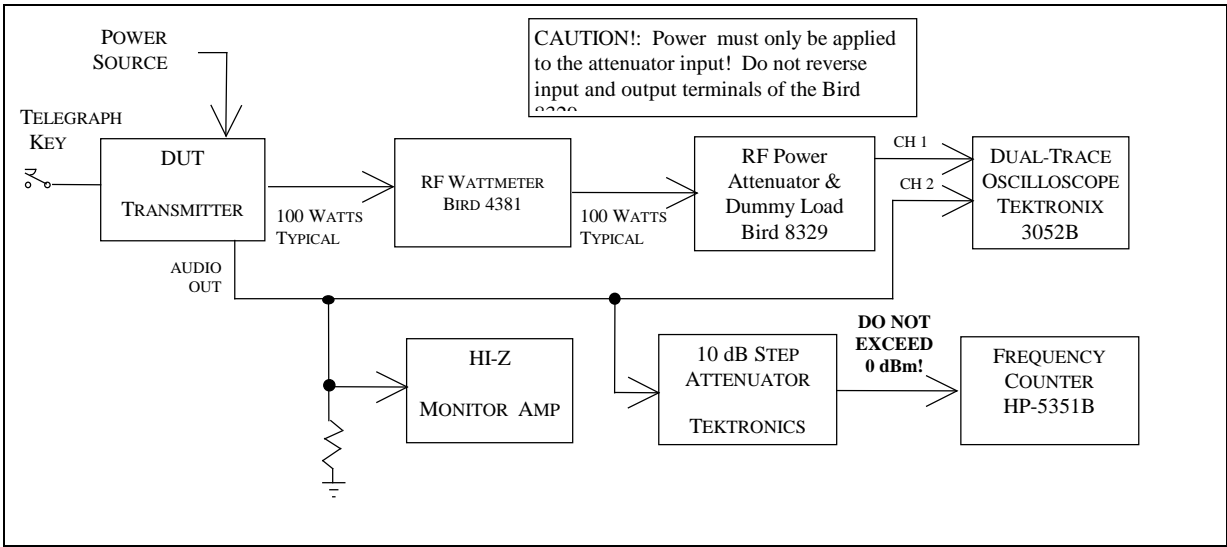 POWER
SOURCE
CAUTION!: Power must only be applied
to the attenuator input! Do not reverse
input and output terminals of the Bird
TELEGRAPH
KEY
DUT
TRANSMITTER
100 WATTS
TYPICAL
RF WATTMETER
BIRD 4381
100 WATTS
TYPICAL
RF Power
Attenuator &
Dummy Load
Bird 8329
CH 1
CH 2
DUAL-TRACE
OSCILLOSCOPE
TEKTRONIX
3052B
AUDIO
OUT
HI-Z
MONITOR AMP
10 dB STEP
ATTENUATOR
TEKTRONICS
DO NOT
EXCEED
0 dBm!
FREQUENCY
COUNTER
HP-5351B